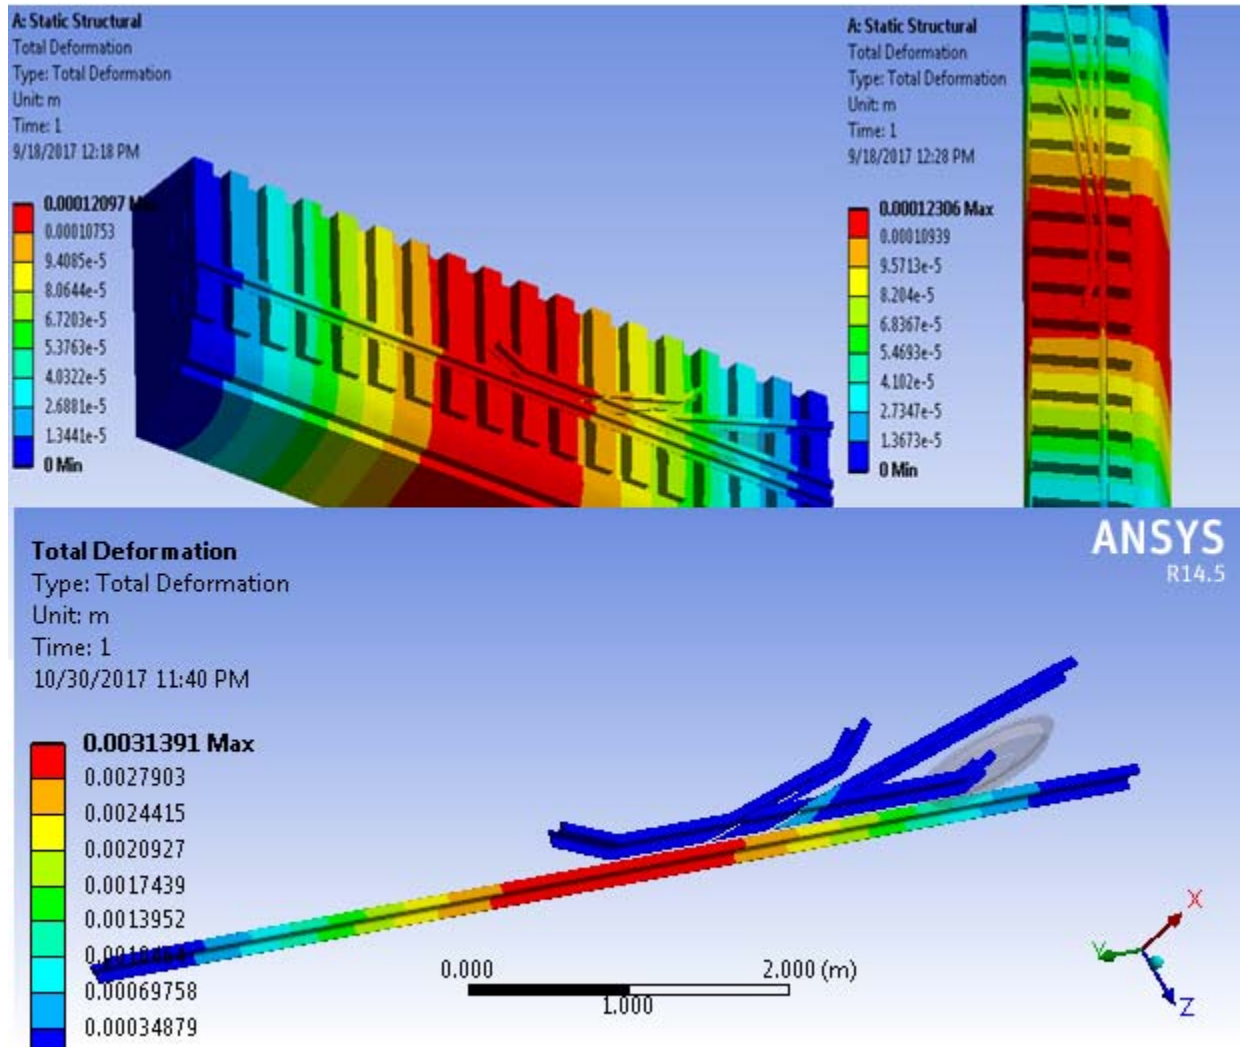 A: Static Structural
Total Deformation
Type: Total Deformation
Unit: m
Time: 1
9/18/2017 12:18 PM
0.00012097
0.00010753
9.4085e-5
8.0644e-5
6.7203e-5
5.3763e-5
4.0322e-5
2.6881e-5
1.3441e-5
0 Min
A: Static Structural
Total Deformation
Type: Total Deformation
Unit: m
Time: 1
9/18/2017 12:28 PM
0.00012306 Max
0.00010939
9.5713e-5
8.204e-5
6.8367e-5
5.4693e-5
4.102e-5
2.7347e-5
1.3673e-5
0 Min
ANSYS
R14.5
Total Deformation
Type: Total Deformation
Unit: m
Time: 1
10/30/2017 11:40 PM
0.0031391 Max
0.0027903
0.0024415
0.0020927
0.0017439
0.0013952
0.00069758
0.00034879
0.000
2.000 (m)
1.000
X
Y
Z